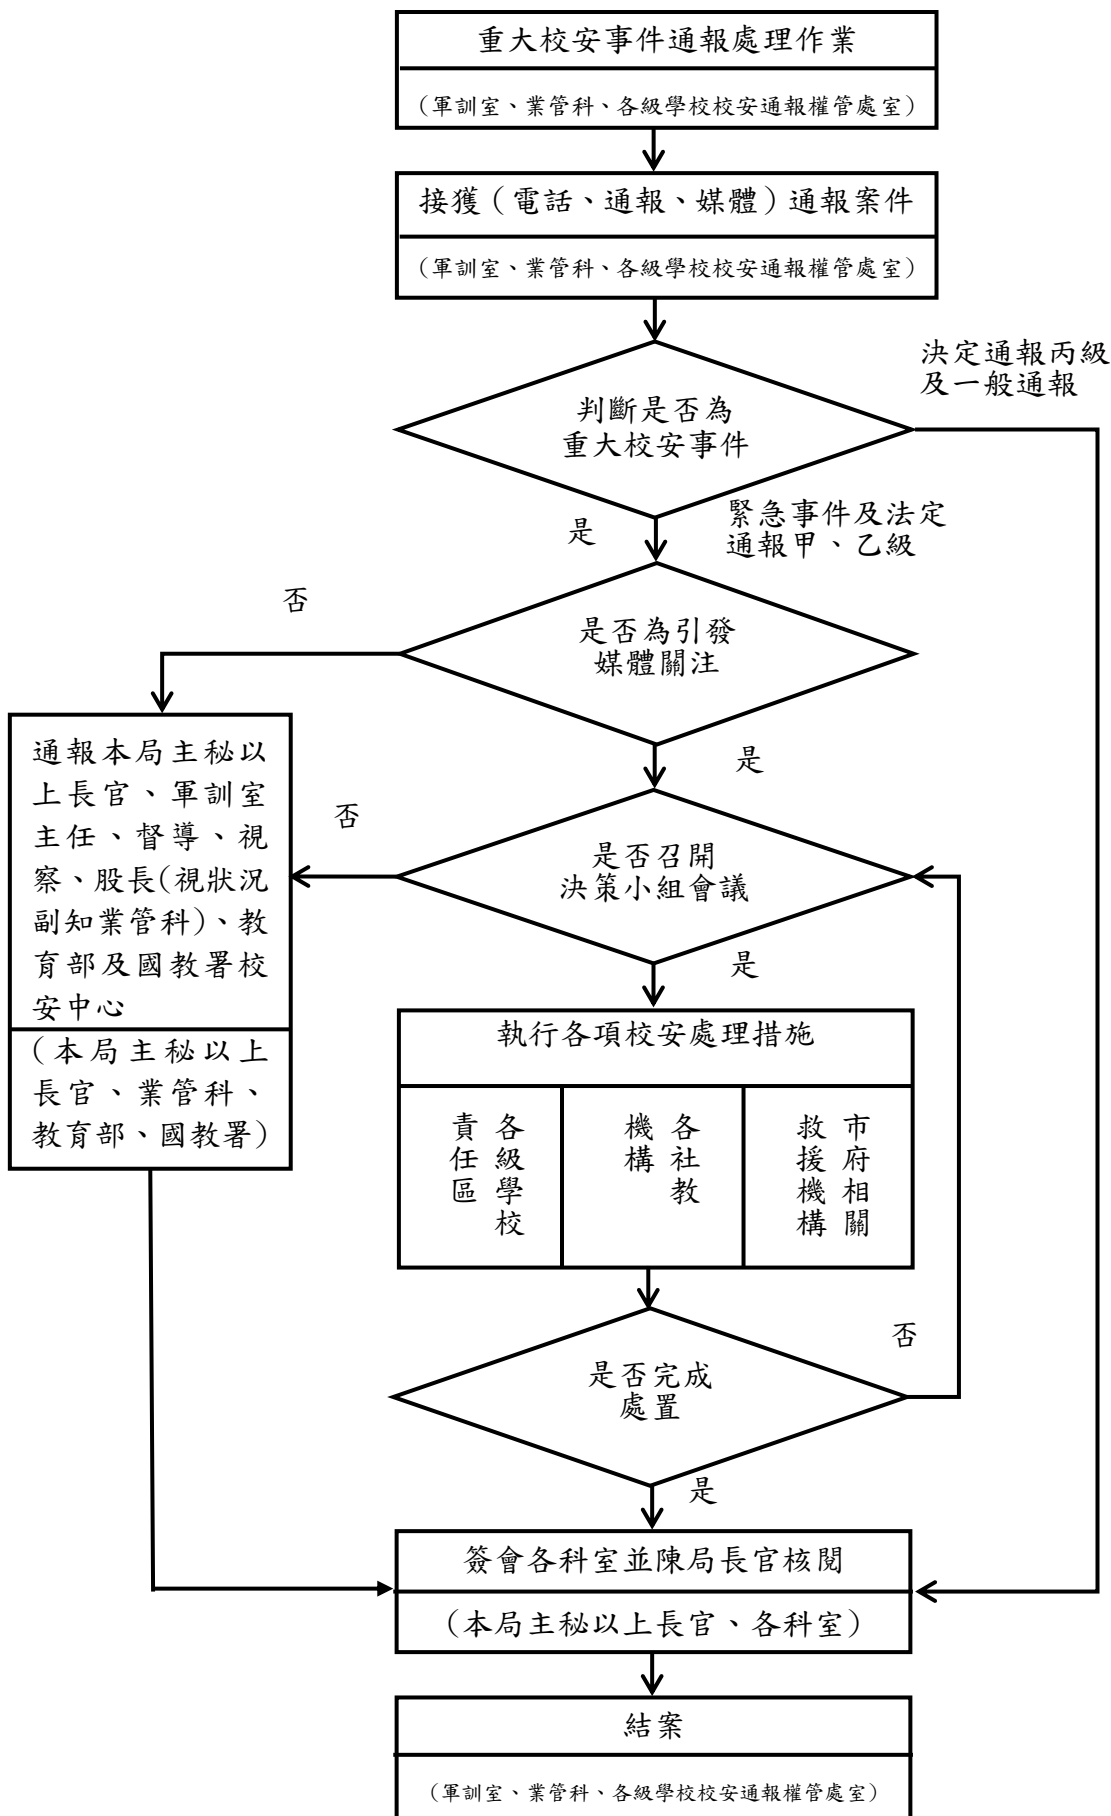 重大校安事件通報處理作業
（軍訓室、業管科、各級學校校安通報權管處室）
接獲（電話、通報、媒體）通報案件
（軍訓室、業管科、各級學校校安通報權管處室）
決定通報丙級
及一般通報
判斷是否為
重大校安事件
是
緊急事件及法定
通報甲、乙級
否
是否為引發
媒體關注
是
通報本局主秘以
上長官、軍訓室
主任、督導、視
察、股長(視狀況
副知業管科)、教
育部及國教署校
安中心
(本局主秘以上
長官、業管科、
教育部、國教署)
否
是否召開
決策小組會議
是
執行各項校安處理措施
各級學校
責任區
各社教
機構
市府相關
救援機構
否
是否完成
處置
是
簽會各科室並陳局長官核閱
(本局主秘以上長官、各科室)
結案
（軍訓室、業管科、各級學校校安通報權管處室）